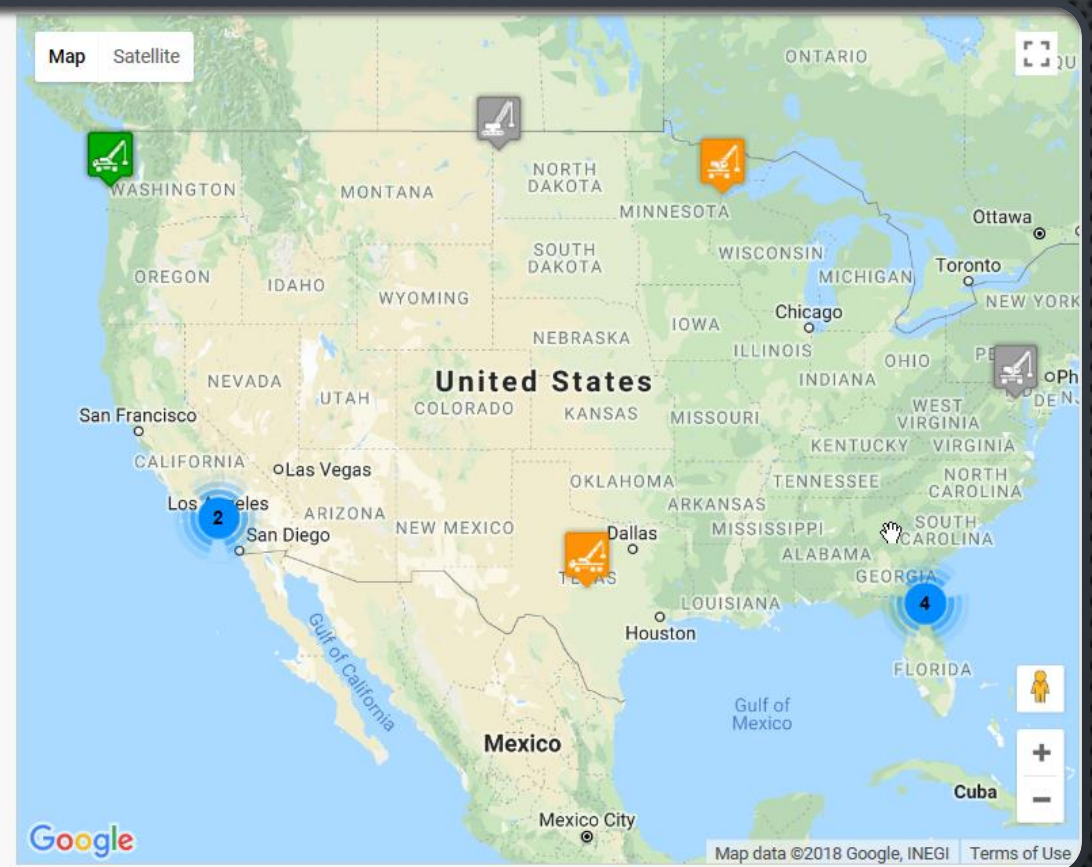 Map Satellite
ONTARIO
WASHINGTON
MONTANA
NORTH
DAKOTA
MINNESOTA
Ottawa
OREGON
IDAHO
SOUTH
DAKOTA
WISCONSIN
MICHIGAN
Toronto
WYOMING
NEW YORK
Chicago
IOWA
NEBRASKA
ILLINOIS
INDIANA
OHIO
NEVADA
UTAH
United States
COLORADO
KANSAS
MISSOURI
WEST
VIRGINIA
San Francisco
KENTUCKY
VIRGINIA
CALIFORNIA
Las Vegas
OKLAHOMA
TENNESSEE
NORTH
CAROLINA
ARKANSAS
Los
eles
2
ARIZONA
NEW MEXICO
San Diego
Dallas
MISSISSIPPI
SOUTH
CAROLINA
ALABAMA
GEORGIA
4
LOUISIANA
Houston
FLORIDA
Gulf of California
Gulf of
Mexico
Mexico
Cuba
Mexico City
Google
Map data ©2018 Google, INEGI Terms of Use